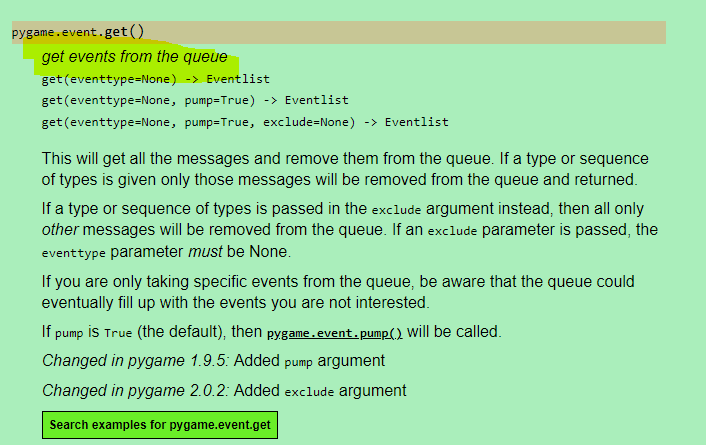 pygame.event.get()
get events from the queue
get(eventtype=None) -> Eventlist
get(eventtype=None, pump=True) -> Eventlist
get(eventtype=None, pump=True, exclude=None) -> Eventlist
This will get all the messages and remove them from the queue. If a type or sequence
of types is given only those messages will be removed from the queue and returned.
If a type or sequence of types is passed in the exclude argument instead, then all only
other messages will be removed from the queue. If an exclude parameter is passed, the
eventtype parameter must be None.
If you are only taking specific events from the queue, be aware that the queue could
eventually fill up with the events you are not interested.
If pump is True (the default), then pygame.event.pump() will be called.
Changed in pygame 1.9.5: Added pump argument
Changed in pygame 2.0.2: Added exclude argument
Search examples for pygame.event.get